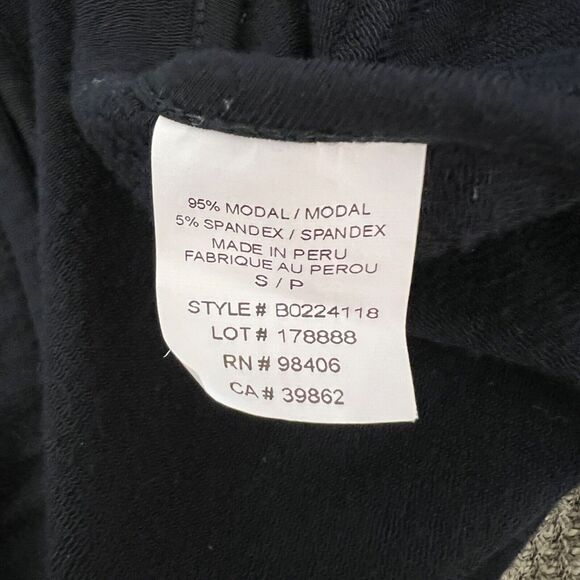 95% MODAL / MODAL
5% SPANDEX / SPANDEX
MADE IN PERU
FABRIQUE AU PEROU
S / P
STYLE# B0224118
LOT# 178888
RN# 98406
CA# 39862